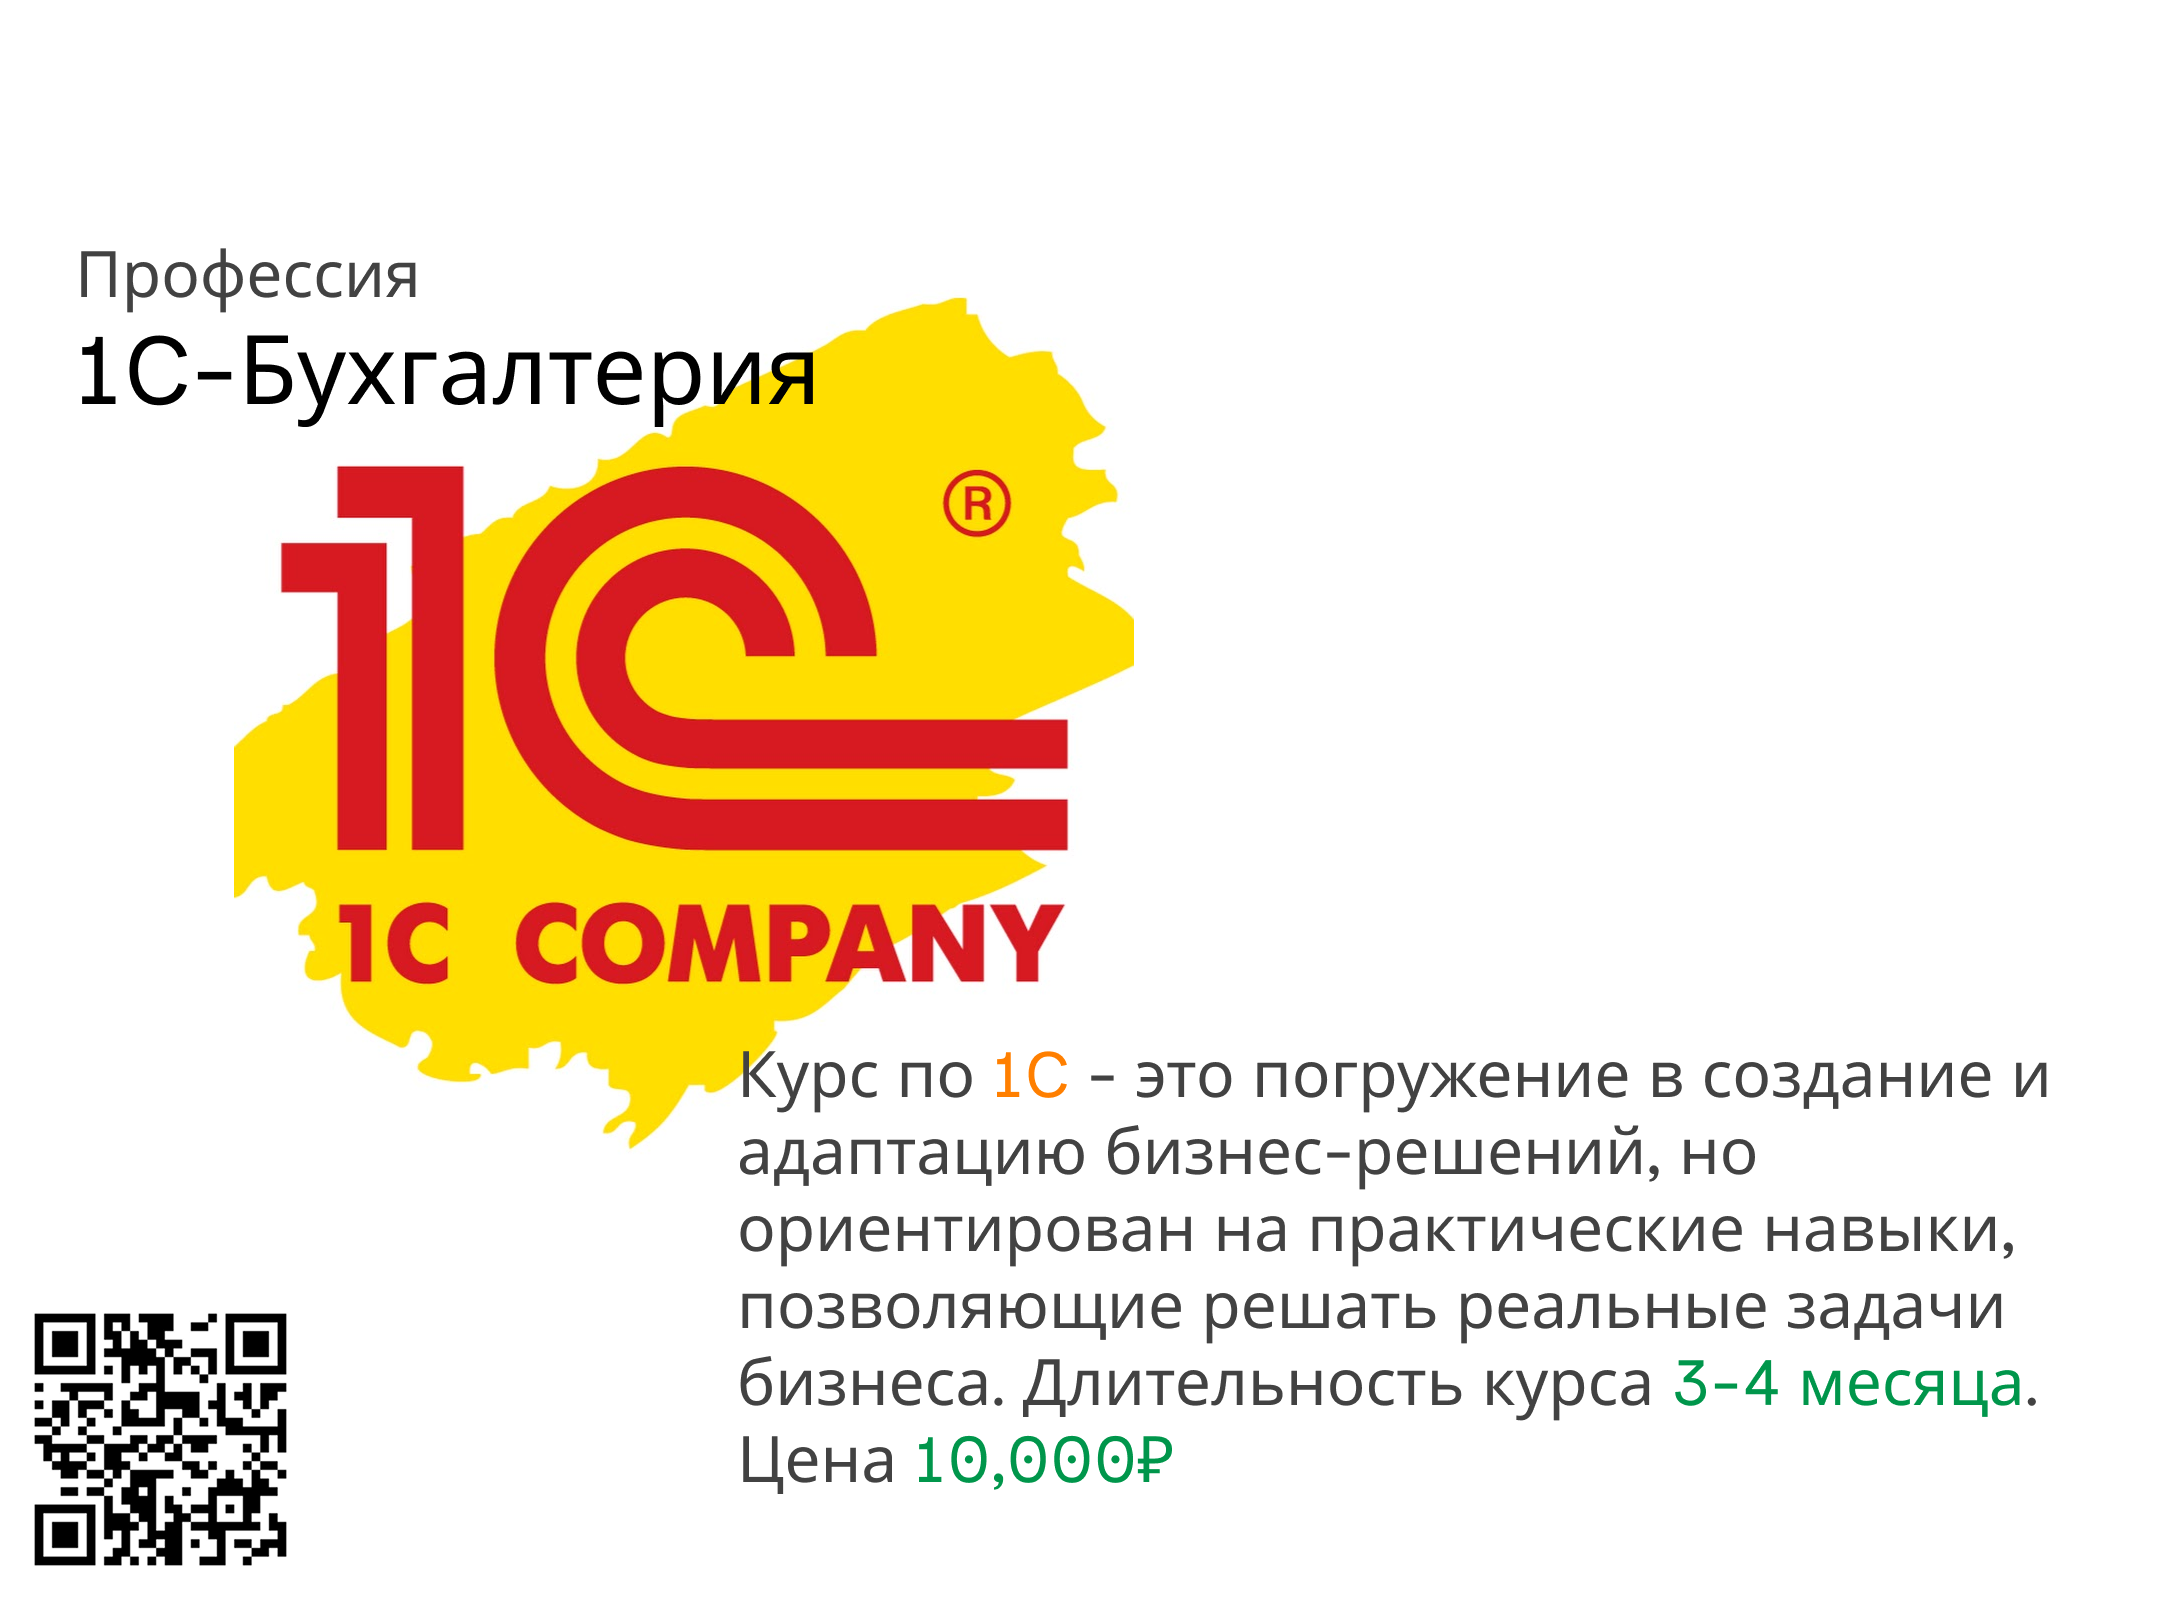 Профессия
1С-Бухгалтерия
®
1C COMPANY
Курс по 1С - это погружение в создание и
адаптацию бизнес-решений, но
ориентирован на практические навыки,
позволяющие решать реальные задачи
бизнеса. Длительность курса 3-4 месяца.
Цена 10,000₽